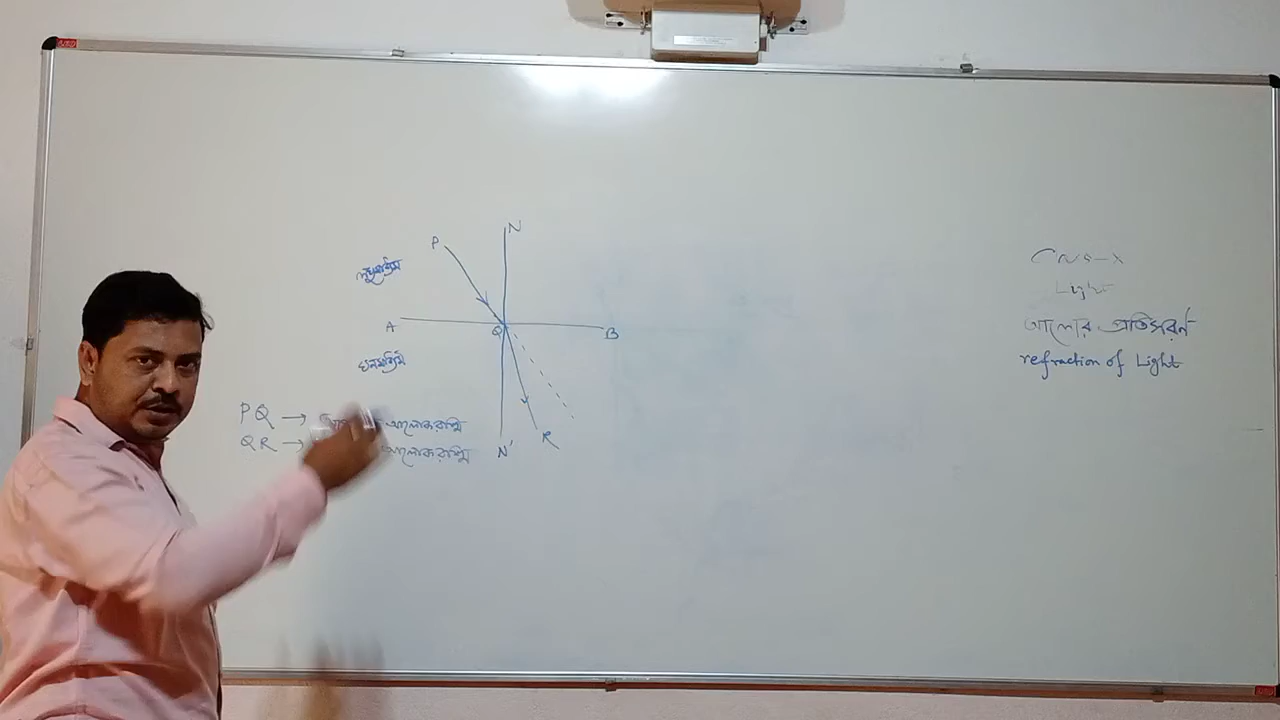 N
P
লঘুমাধ্যম
A
Q
B
ঘনমাধ্যম
PQ → আলোকরশ্মি
QR → আলোকরশ্মি
N'
R
Class-X
Light
আলোর প্রতিসরণ
refraction of Light